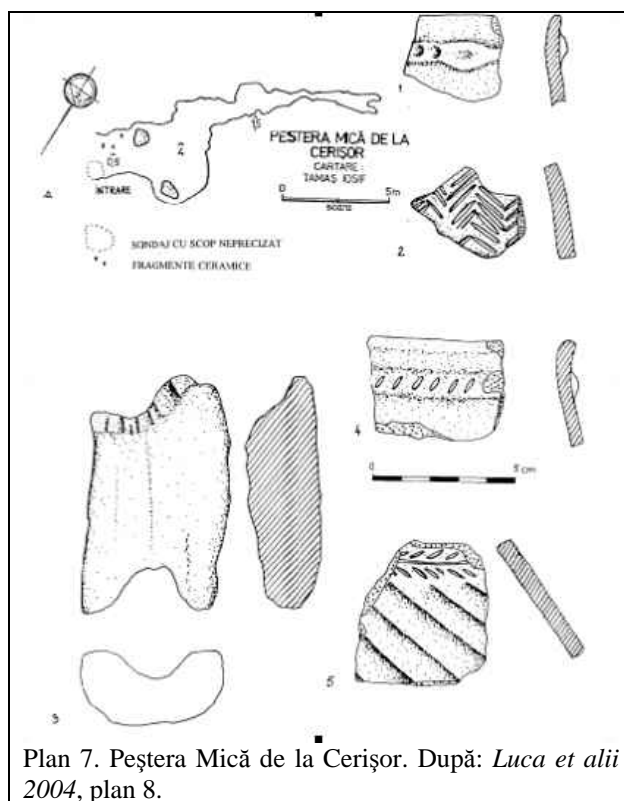 1
PEȘTERA MICĂ DE LA
CERIȘOR
CARTARE:
TAMAS IOSIF
0 5m
scara
INTRARE
SONDAJ CU SCOP NEPRECIZAT
FRAGMENTE CERAMICE
2
4
0 5 cm
3
5
Plan 7. Peştera Mică de la Cerişor. După: Luca et alii
2004, plan 8.